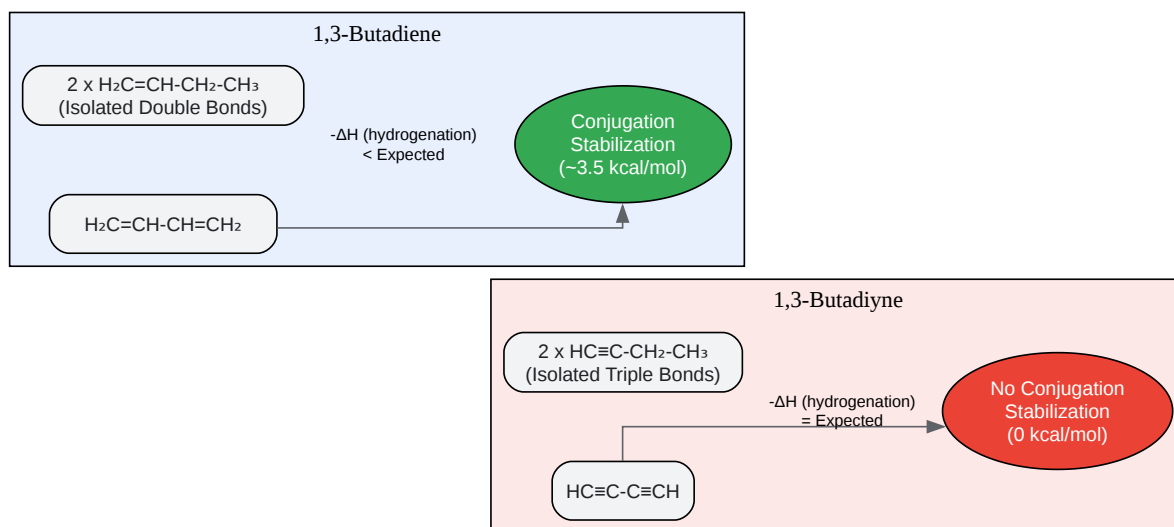 1,3-Butadiene
2 x H₂C=CH-CH₂-CH₃
(Isolated Double Bonds)
-ΔH (hydrogenation)
< Expected
Conjugation
Stabilization
(~3.5 kcal/mol)
H₂C=CH-CH=CH₂
1,3-Butadiyne
2 x HC≡C-CH₂-CH₃
(Isolated Triple Bonds)
-ΔH (hydrogenation)
= Expected
No Conjugation
Stabilization
(0 kcal/mol)
HC≡C-C≡CH